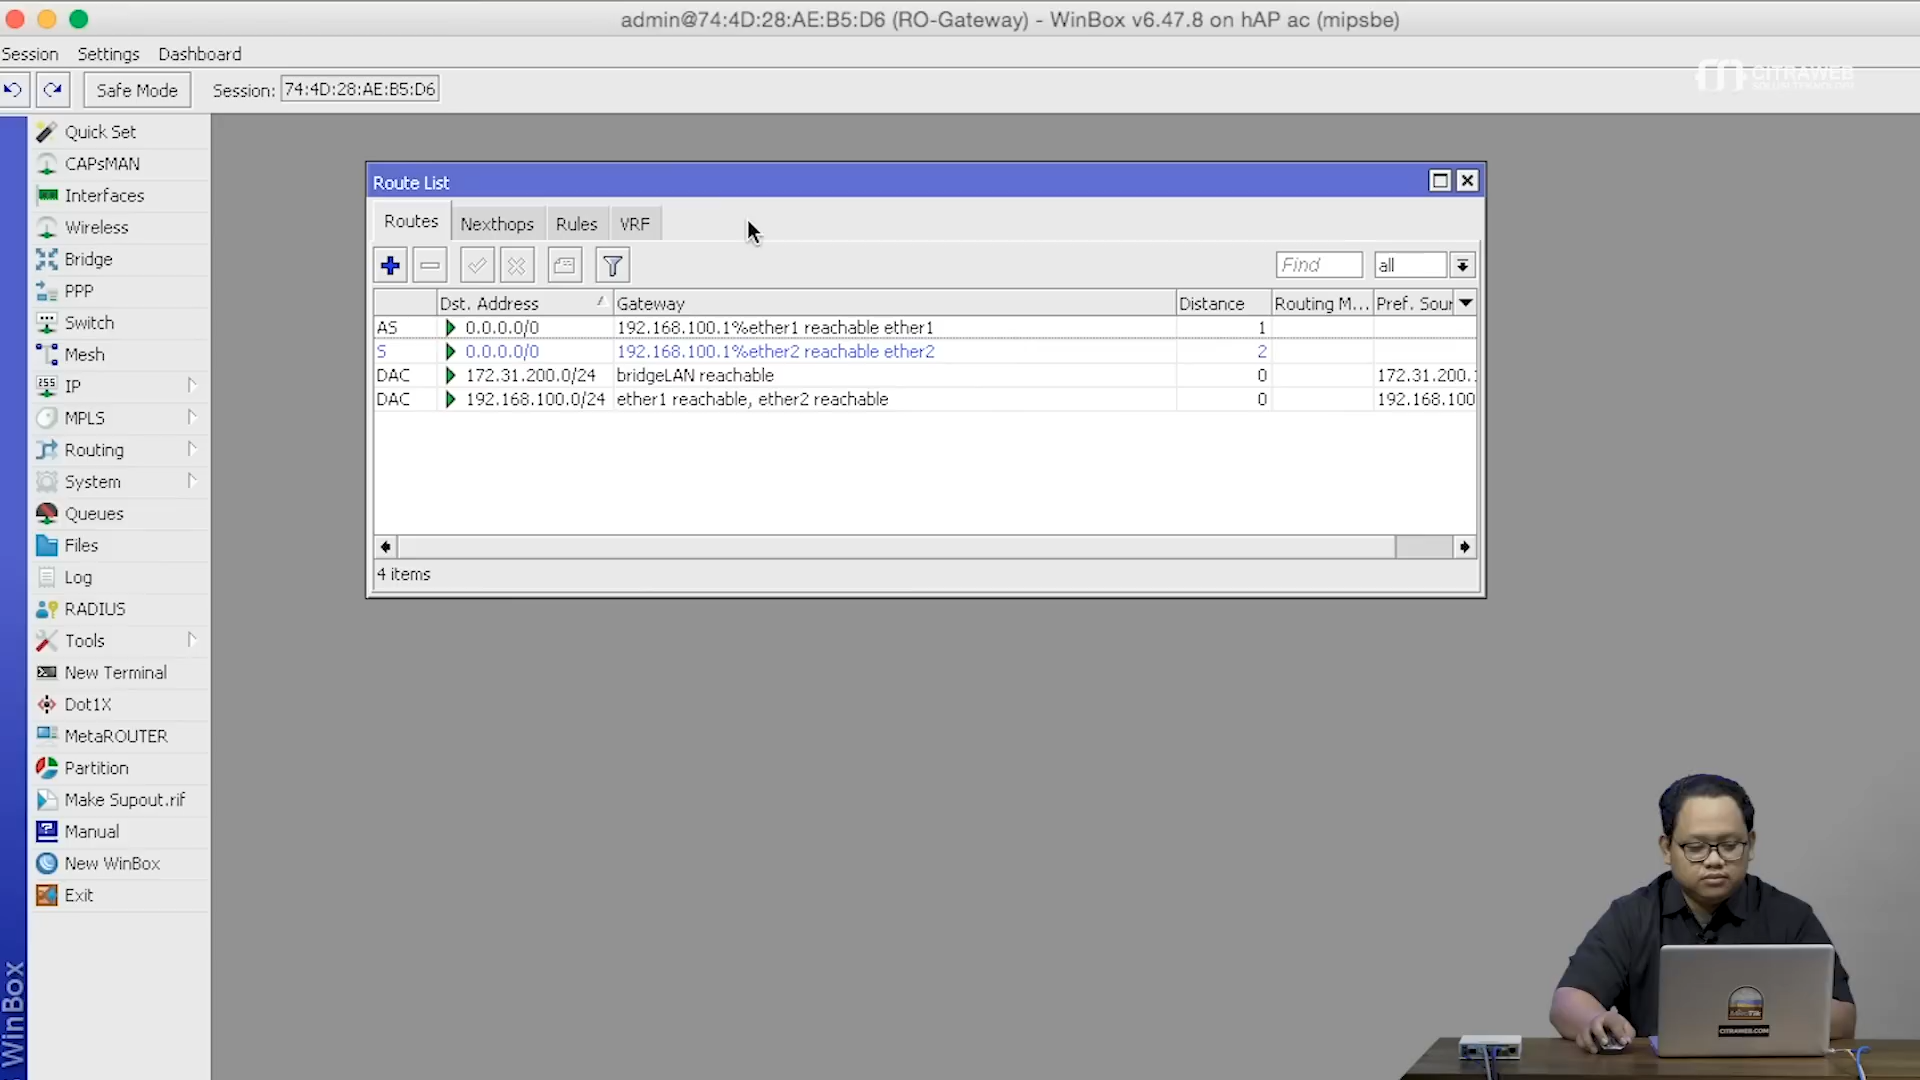 admin@74:4D:28:AE:B5:D6 (RO-Gateway) - WinBox v6.47.8 on hAP ac (mipsbe)
Session Settings Dashboard
Safe Mode Session: 74:4D:28:AE:B5:D6
CITRAWEB
SOLUSI TEKNOLOGI
Quick Set
CAPsMAN
Interfaces
Wireless
Bridge
PPP
Switch
Mesh
IP
MPLS
Routing
System
Queues
Files
Log
RADIUS
Tools
New Terminal
Dot1X
MetaROUTER
Partition
Make Supout.rif
Manual
New WinBox
Exit
WinBox
Route List
Routes Nexthops Rules VRF
Find all
Dst. Address Gateway Distance Routing M... Pref. Sour
AS 0.0.0.0/0 192.168.100.1%ether1 reachable ether1 1
S 0.0.0.0/0 192.168.100.1%ether2 reachable ether2 2
DAC 172.31.200.0/24 bridgeLAN reachable 0 172.31.200.
DAC 192.168.100.0/24 ether1 reachable, ether2 reachable 0 192.168.100
4 items
MikroTik
CITRAWEB.COM